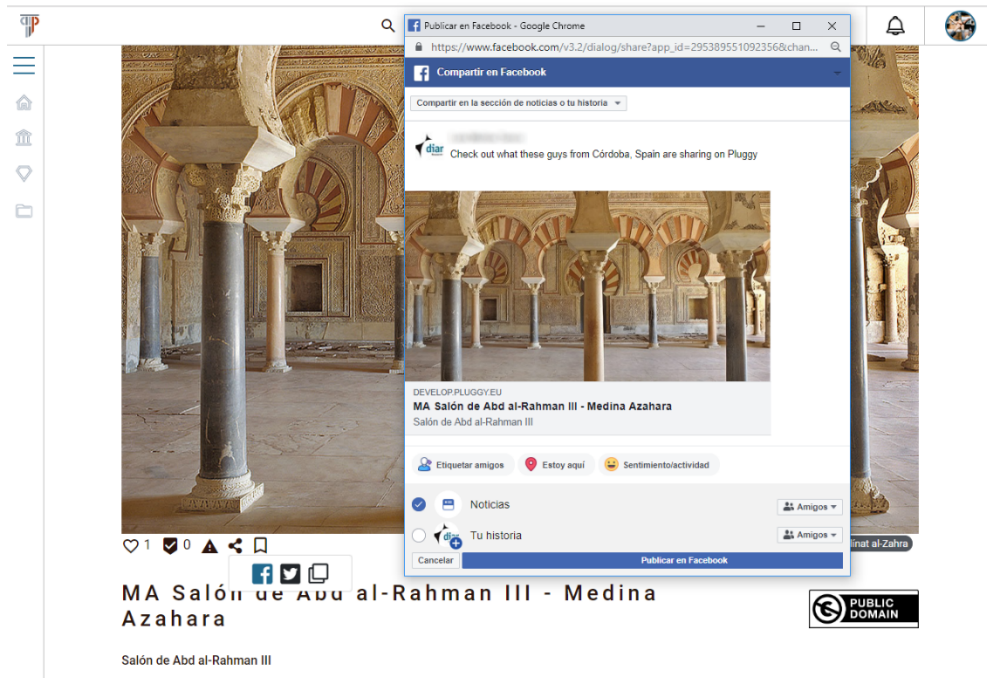 Publicar en Facebook - Google Chrome
https://www.facebook.com/v3.2/dialog/share?app_id=2953895510923568&chan...
Compartir en Facebook
Compartir en la sección de noticias o tu historia
diar
Check out what these guys from Córdoba, Spain are sharing on Pluggy
DEVELOP.PLUGGY.EU
MA Salón de Abd al-Rahman III - Medina Azahara
Salón de Abd al-Rahman III
Etiquetar amigos
Estoy aquí
Sentimiento/actividad
Noticias
Amigos
diar
Tu historia
Amigos
Cancelar
Publicar en Facebook
1
0
inat al-Zahra
MA Salón de Abd al-Rahman III - Medina
Azahara
PUBLIC
DOMAIN
Salón de Abd al-Rahman III